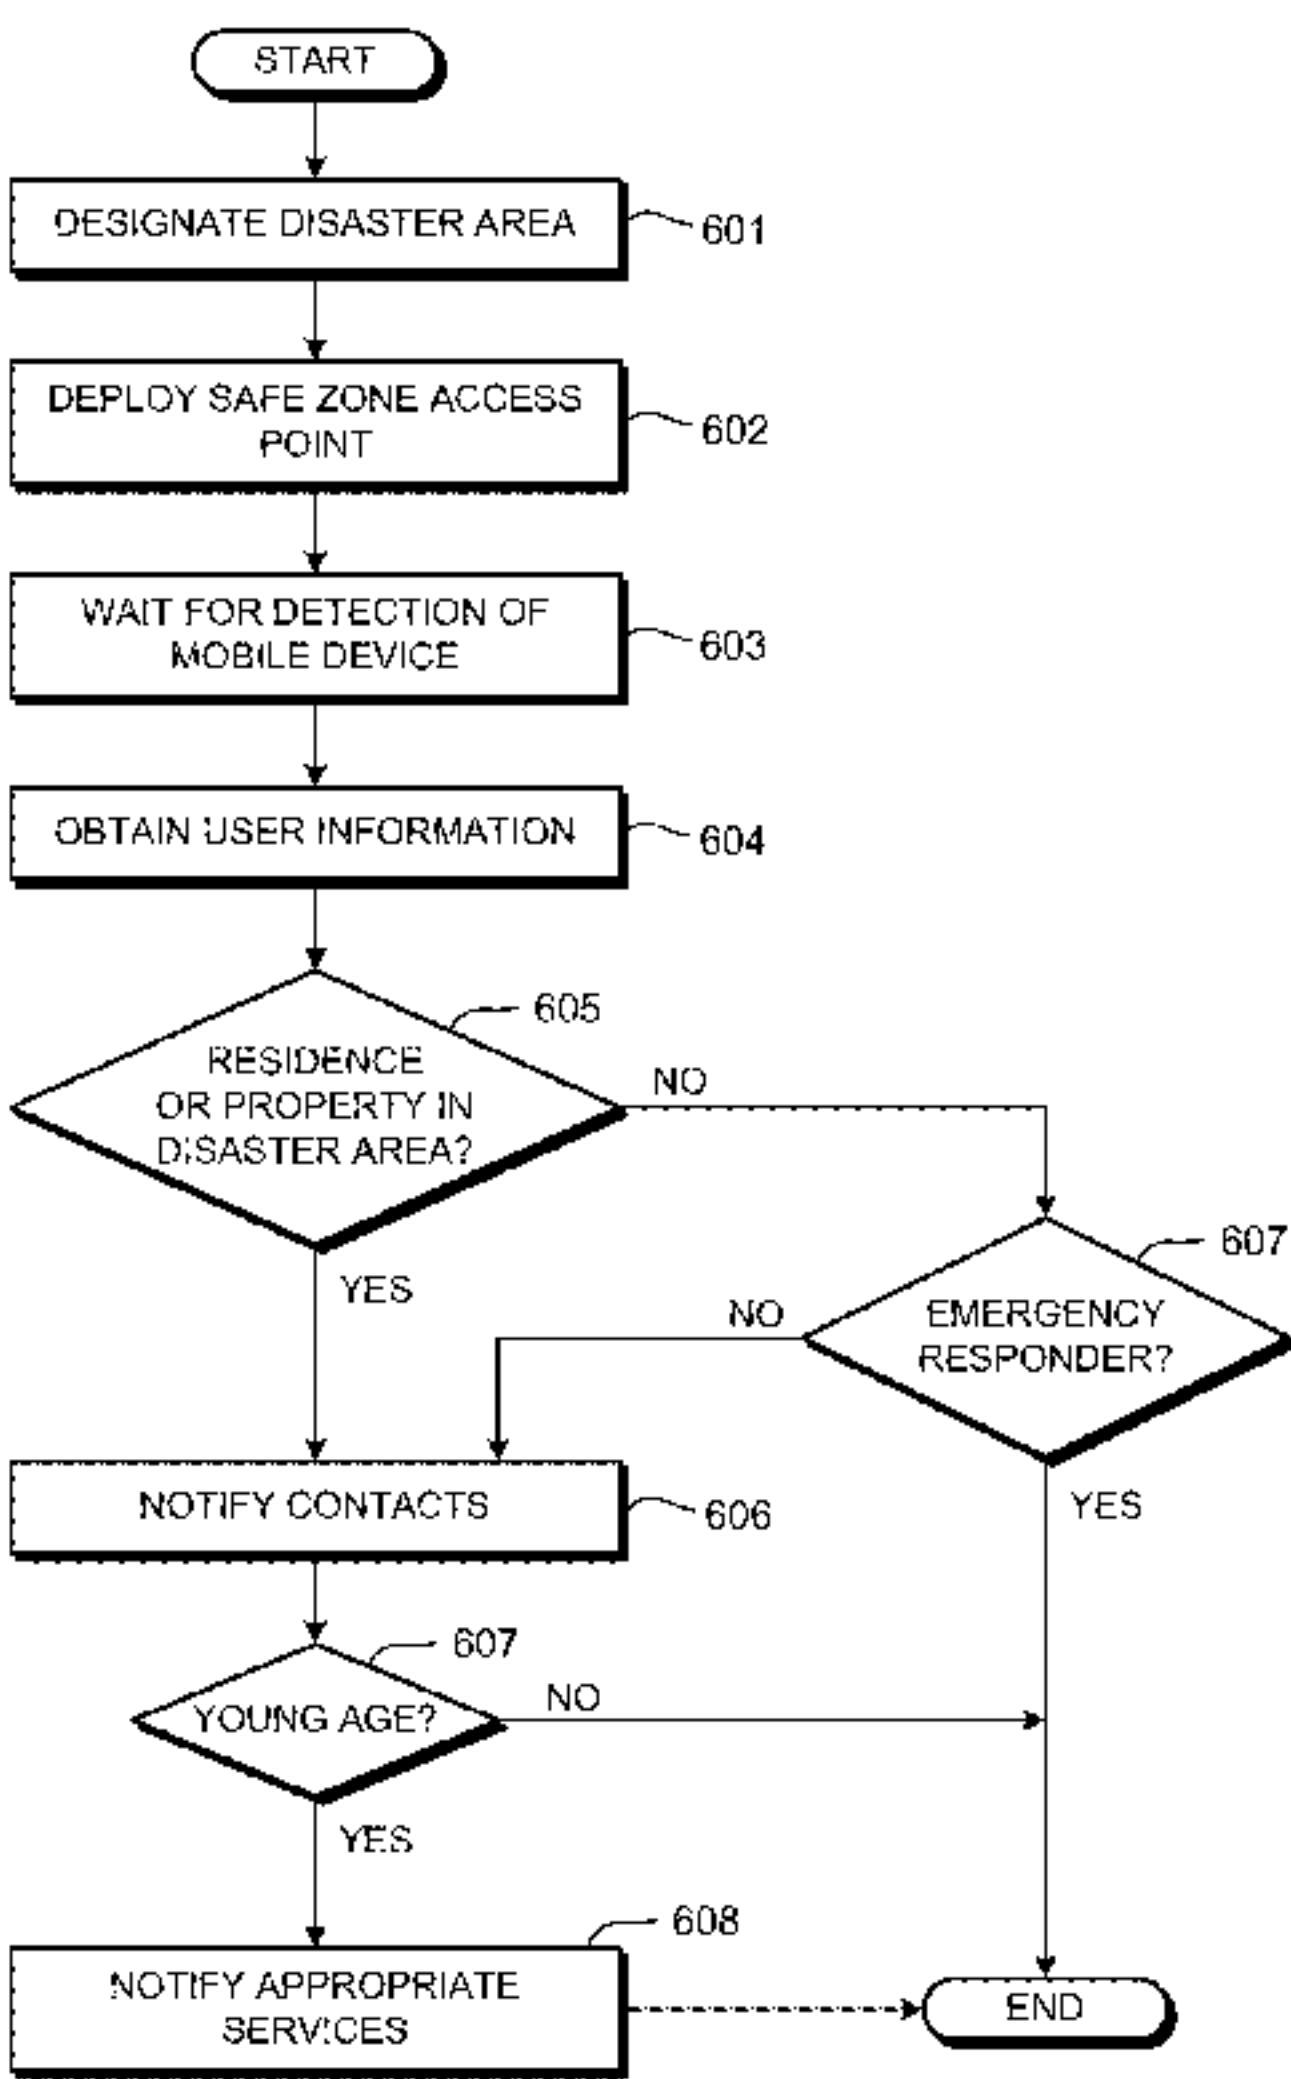 START
DESIGNATE DISASTER AREA
601
DEPLOY SAFE ZONE ACCESS
POINT
602
WAIT FOR DETECTION OF
MOBILE DEVICE
603
OBTAIN USER INFORMATION
604
605
RESIDENCE
OR PROPERTY IN
DISASTER AREA?
NO
YES
607
EMERGENCY
RESPONDER?
NO
YES
NOTIFY CONTACTS
606
607
YOUNG AGE?
NO
YES
608
NOTIFY APPROPRIATE
SERVICES
END